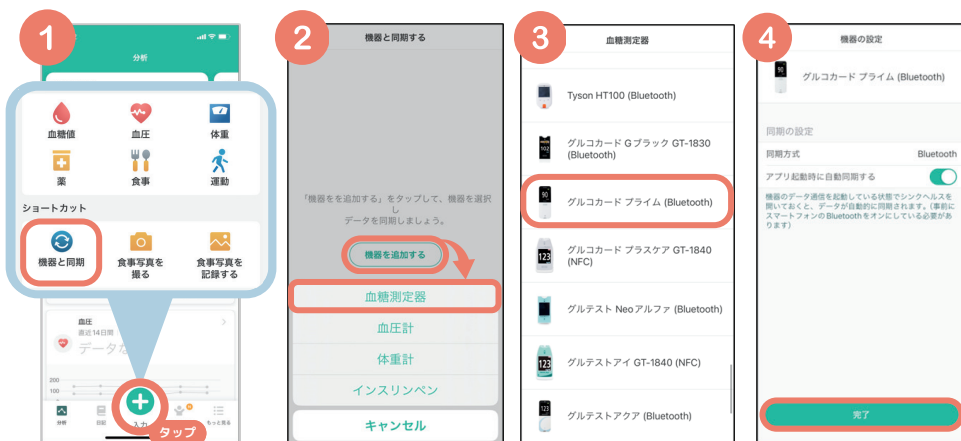 1
分析
血糖値
血圧
体重
薬
食事
運動
ショートカット
機器と同期
食事写真を
撮る
食事写真を
記録する
血圧
直近14日間
データな
200
100
0
分析
日記
入力
もっと見る
タップ
2
機器と同期する
「機器をを追加する」をタップして、機器を選択
し
データを同期しましょう。
機器を追加する
血糖測定器
血圧計
体重計
インスリンペン
キャンセル
3
血糖測定器
Tyson HT100 (Bluetooth)
グルコカード G ブラック GT-1830
(Bluetooth)
グルコカード プライム (Bluetooth)
グルコカード プラスケア GT-1840
(NFC)
グルテスト Neo アルファ (Bluetooth)
グルテストアイ GT-1840 (NFC)
グルテストアクア (Bluetooth)
102
90
123
123
123
4
機器の設定
90
グルコカード プライム (Bluetooth)
同期の設定
同期方式 Bluetooth
アプリ起動時に自動同期する
機器のデータ通信を起動している状態でシンクヘルスを
開いておくと、データが自動的に同期されます。(事前に
スマートフォンのBluetoothをオンにしている必要があ
ります)
完了